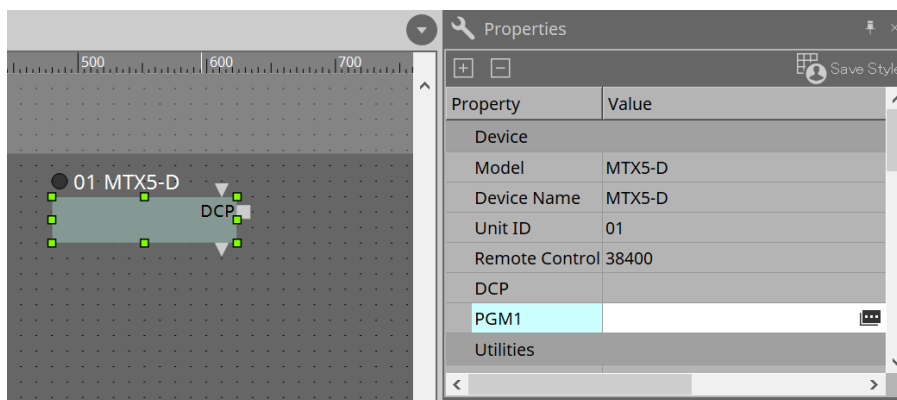 Properties
500 600 700
Save Style
Property Value
Device
01 MTX5-D
Model MTX5-D
DCP
Device Name MTX5-D
Unit ID 01
Remote Control 38400
DCP
PGM1
Utilities